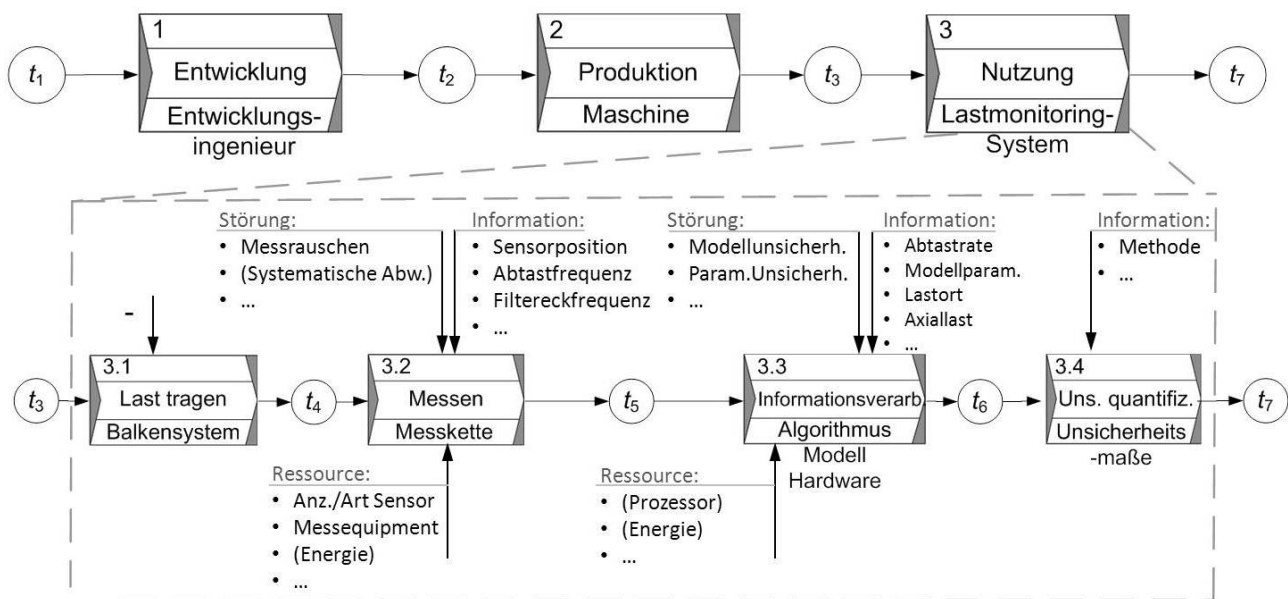 1
2
3
t1
Entwicklung
t2
Produktion
t3
Nutzung
t7
Entwicklungs-
ingenieur
Maschine
Lastmonitoring-
System
Störung:
• Messrauschen
• (Systematische Abw.)
• ...
Information:
• Sensorposition
• Abtastfrequenz
• Filtereckfrequenz
• ...
Störung:
• Modellunsicherh.
• Param.Unsicherh.
• ...
Information:
• Abtastrate
• Modellparam.
• Lastort
• Axiallast
• ...
Information:
• Methode
• ...
-
3.1
3.2
3.3
3.4
t3
Last tragen
t4
Messen
t5
Informationsverarb.
t6
Uns. quantifiz.
t7
Balkensystem
Messkette
Algorithmus
Modell
Hardware
Unsicherheits
-maße
Ressource:
• Anz./Art Sensor
• Messequipment
• (Energie)
• ...
Ressource:
• (Prozessor)
• (Energie)
• ...